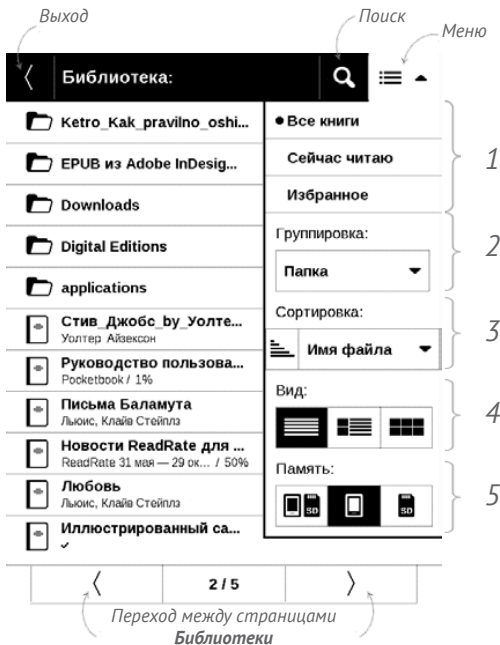 Выход
Поиск
Меню
Библиотека:
Ketro_Kak_pravilno_oshi...
EPUB из Adobe InDesig...
Downloads
Digital Editions
applications
Стив_Джобс_by_Уолте...
Уолтер Айзексон
Руководство пользова...
Pocketbook / 1%
Письма Баламута
Льюис, Клайв Стейплз
Новости ReadRate для ...
ReadRate 31 мая — 29 ок... / 50%
Любовь
Льюис, Клайв Стейплз
Иллюстрированный са...
Все книги
Сейчас читаю
Избранное
1
Группировка:
Папка
2
Сортировка:
Имя файла
3
Вид:
4
Память:
SD
SD
5
2 / 5
Переход между страницами
Библиотеки